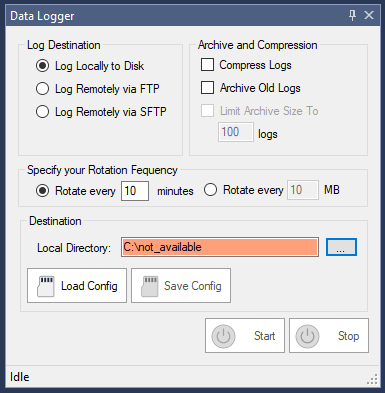 Data Logger
Log Destination
Log Locally to Disk
Log Remotely via FTP
Log Remotely via SFTP
Archive and Compression
Compress Logs
Archive Old Logs
Limit Archive Size To
100 logs
Specify your Rotation Fequency
Rotate every 10 minutes Rotate every 10 MB
Destination
Local Directory: C:\not_available ...
Load Config Save Config
Start Stop
Idle